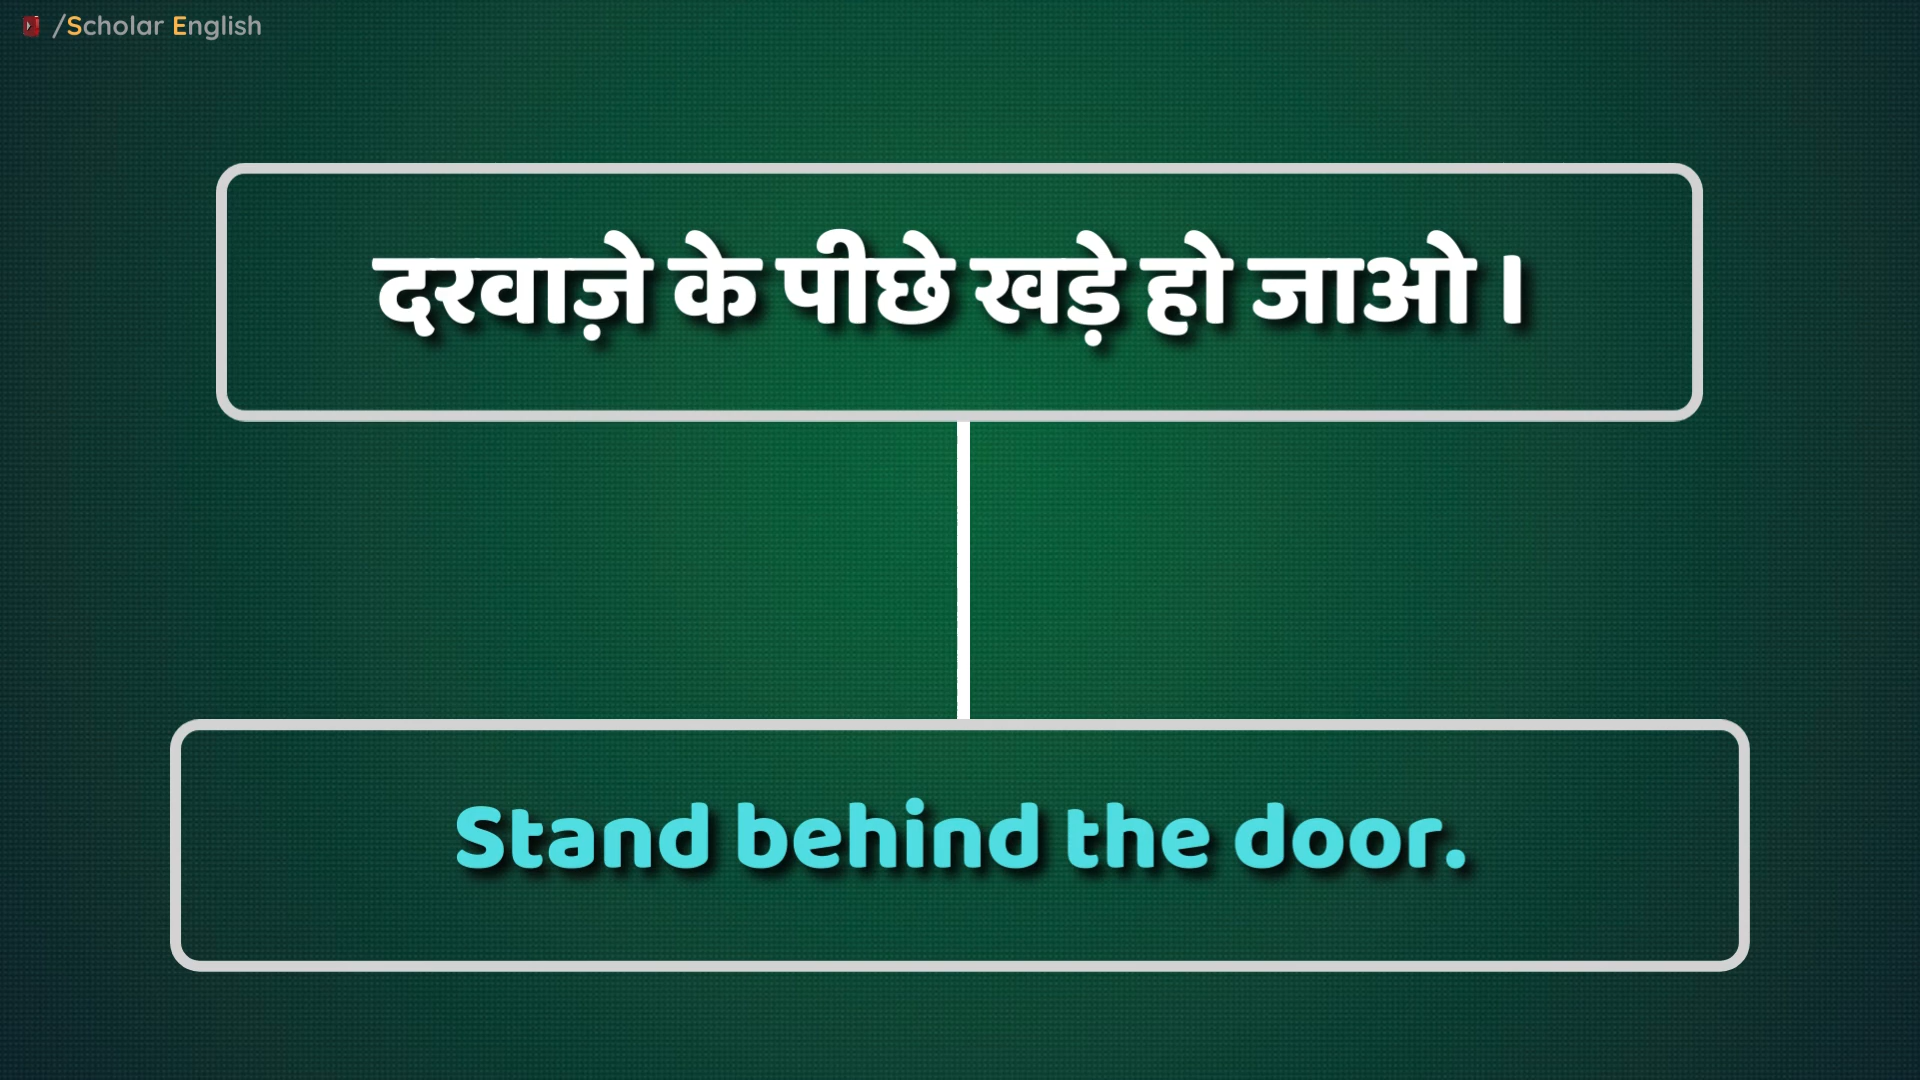 /Scholar English
दरवाज़े के पीछे खड़े हो जाओ ।
Stand behind the door.